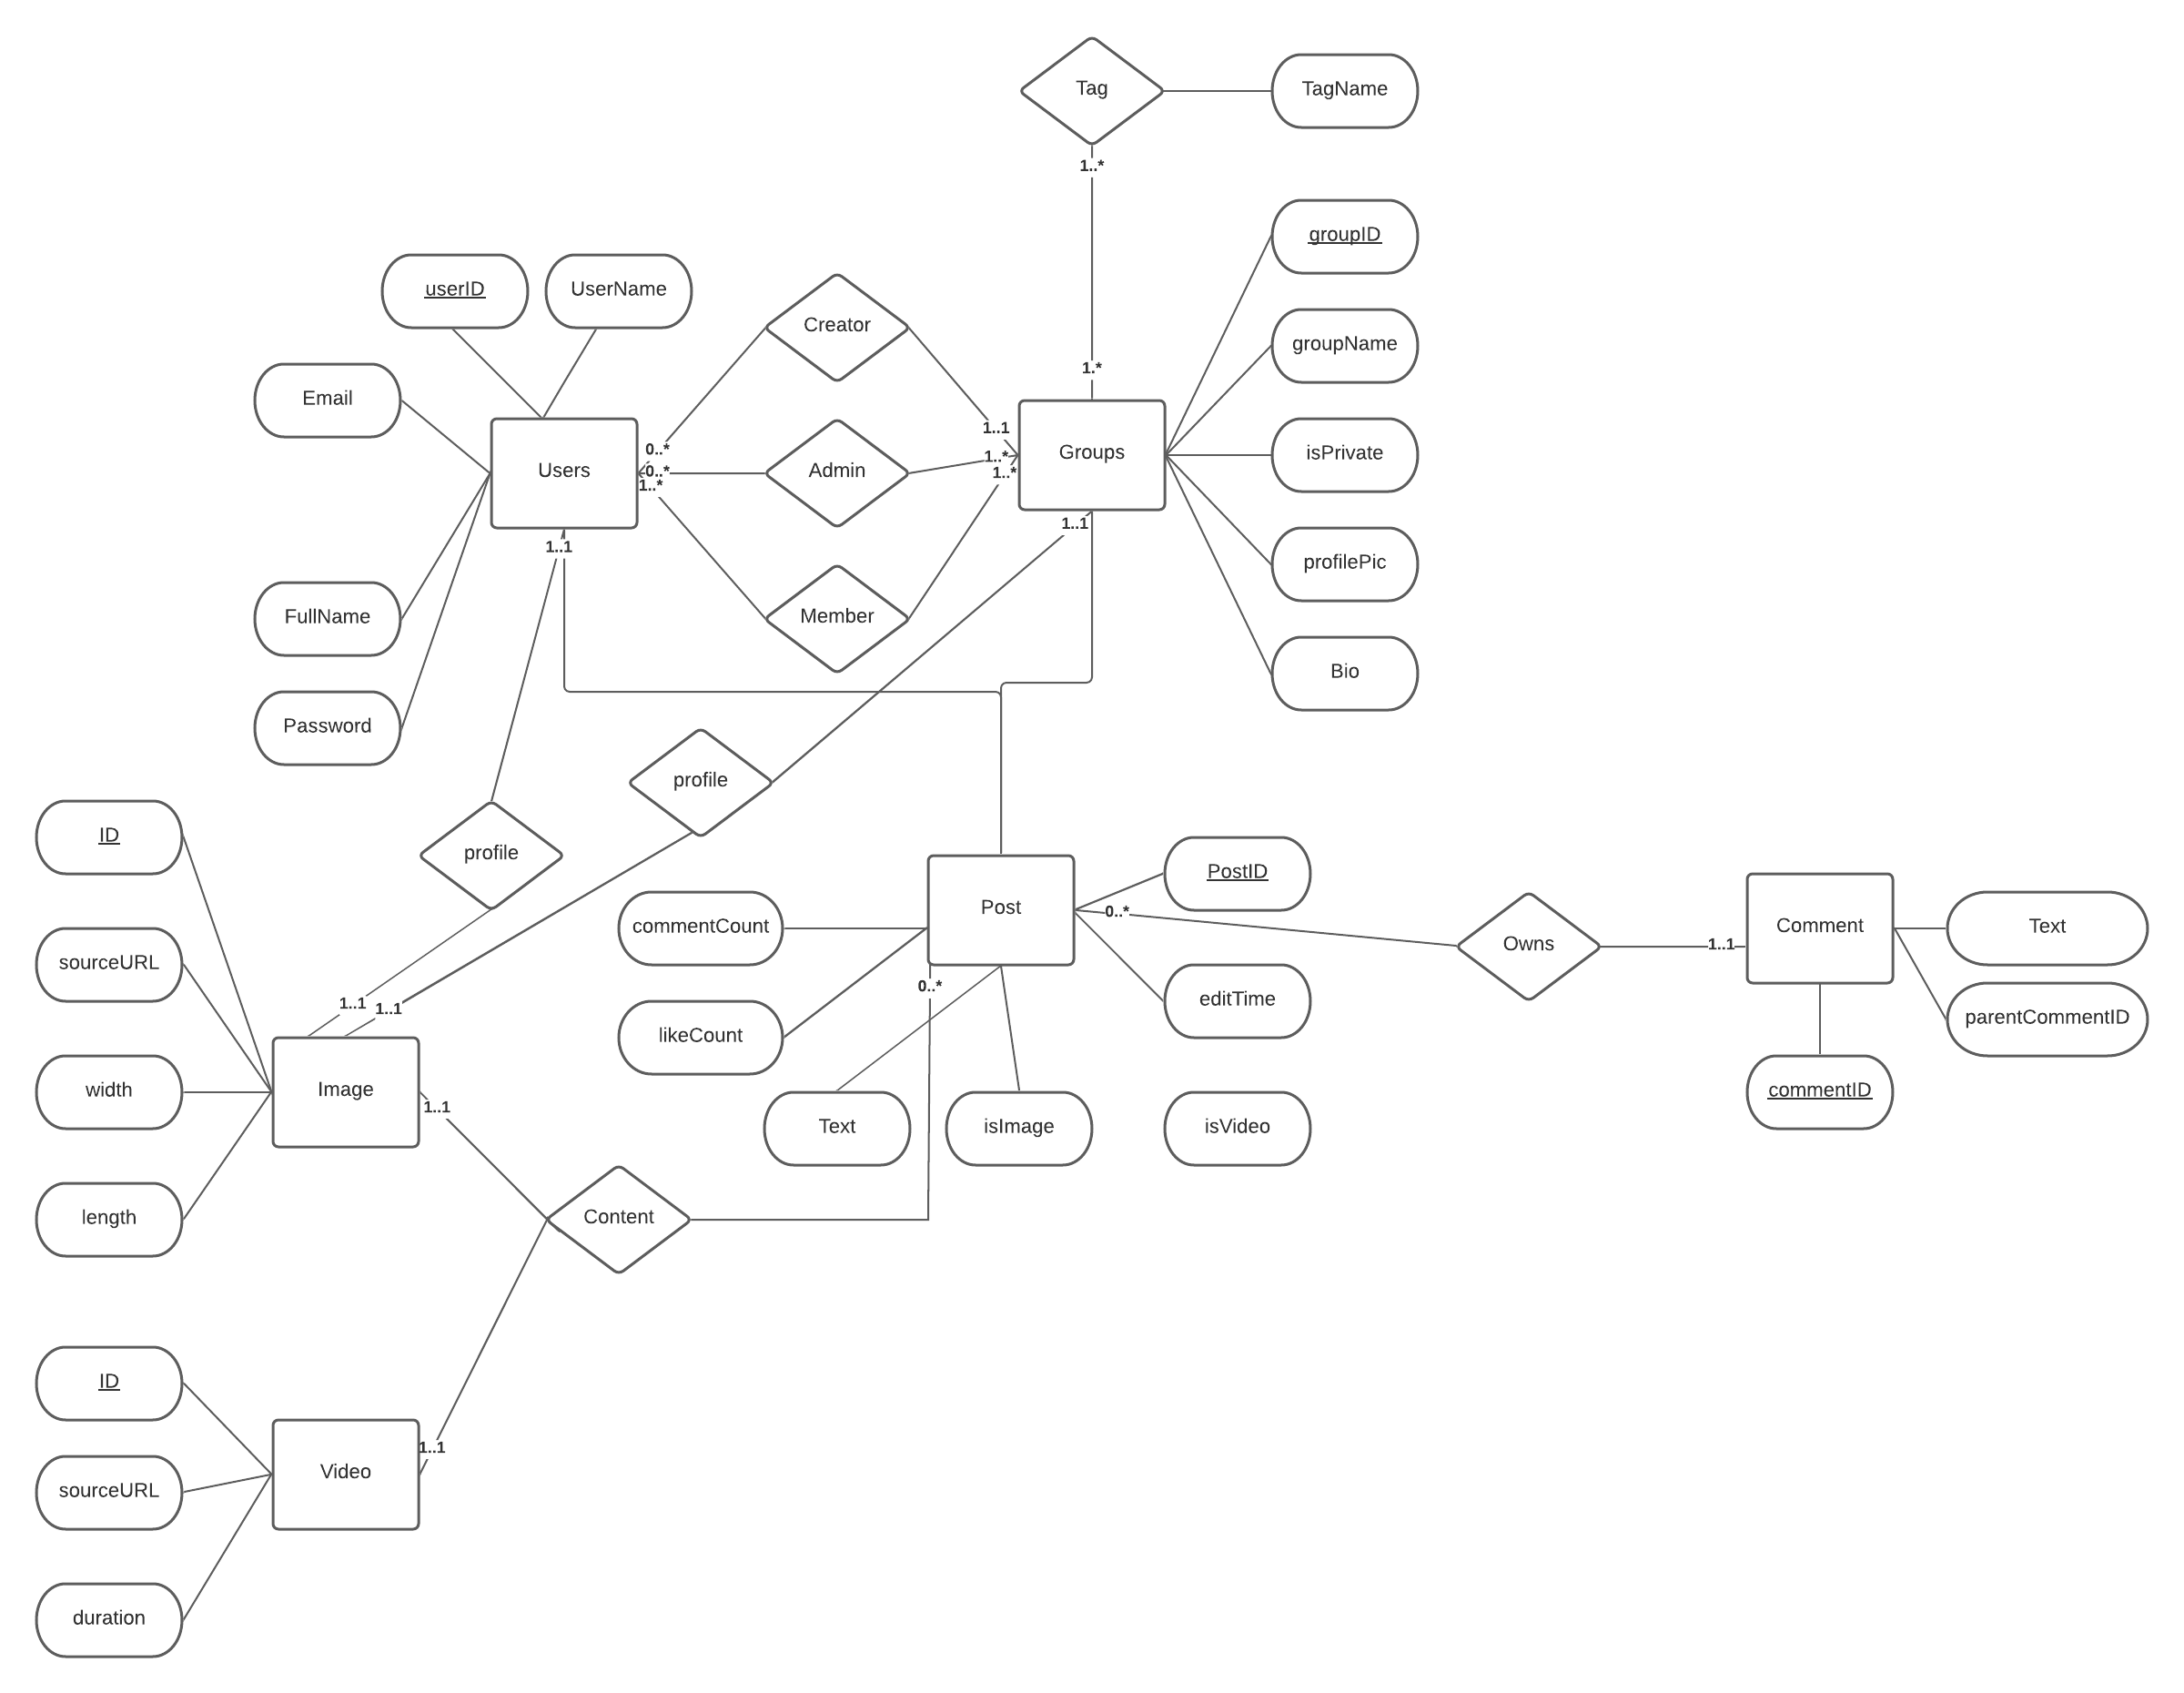 Tag
TagName
1..*
groupID
userID
UserName
Creator
groupName
1.*
Email
1..1
0..*
Users
0..*
1..*
Admin
1..*
1..*
Groups
isPrivate
1..1
1..1
profilePic
FullName
Member
Bio
Password
profile
ID
profile
PostID
commentCount
Post
0..*
Owns
1..1
Comment
Text
sourceURL
1..1
1..1
0..*
editTime
parentCommentID
likeCount
width
Image
1..1
commentID
Text
isImage
isVideo
length
Content
ID
1..1
Video
sourceURL
duration